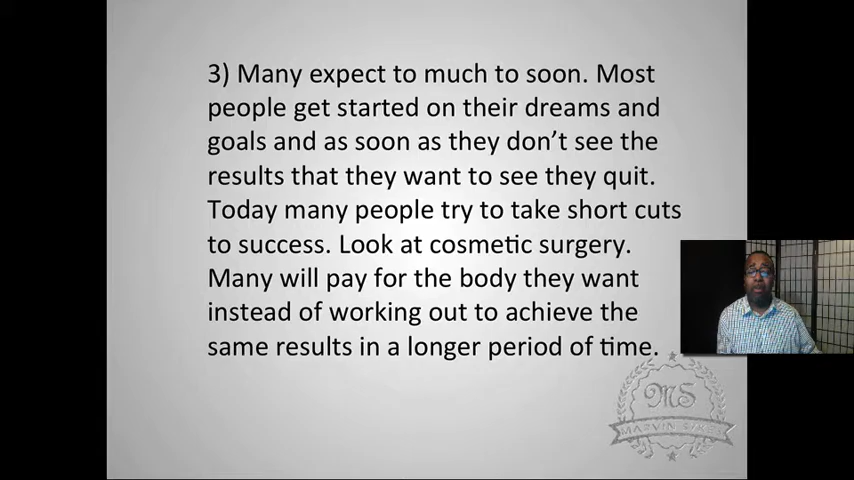 3) Many expect to much to soon. Most
people get started on their dreams and
goals and as soon as they don't see the
results that they want to see they quit.
Today many people try to take short cuts
to success. Look at cosmetic surgery.
Many will pay for the body they want
instead of working out to achieve the
same results in a longer period of time.
MS
MARVIN